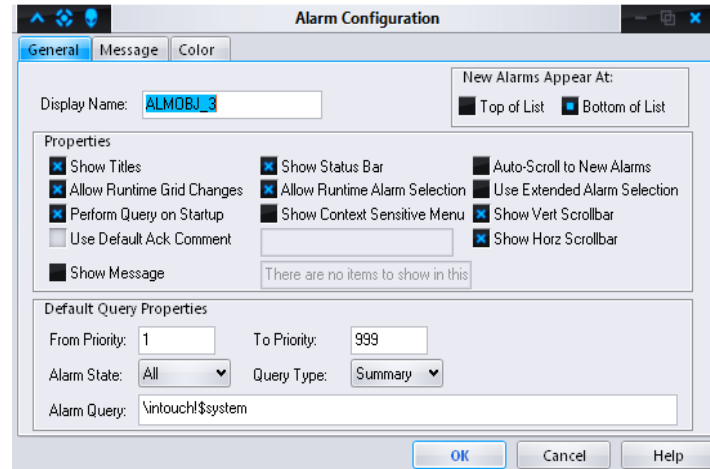 Alarm Configuration
General Message Color
New Alarms Appear At:
Display Name: ALMOBJ_3
Top of List Bottom of List
Properties
Show Titles Show Status Bar Auto-Scroll to New Alarms
Allow Runtime Grid Changes Allow Runtime Alarm Selection Use Extended Alarm Selection
Perform Query on Startup Show Context Sensitive Menu Show Vert Scrollbar
Use Default Ack Comment Show Horz Scrollbar
Show Message There are no items to show in this
Default Query Properties
From Priority: 1 To Priority: 999
Alarm State: All Query Type: Summary
Alarm Query: \intouch!$system
OK Cancel Help